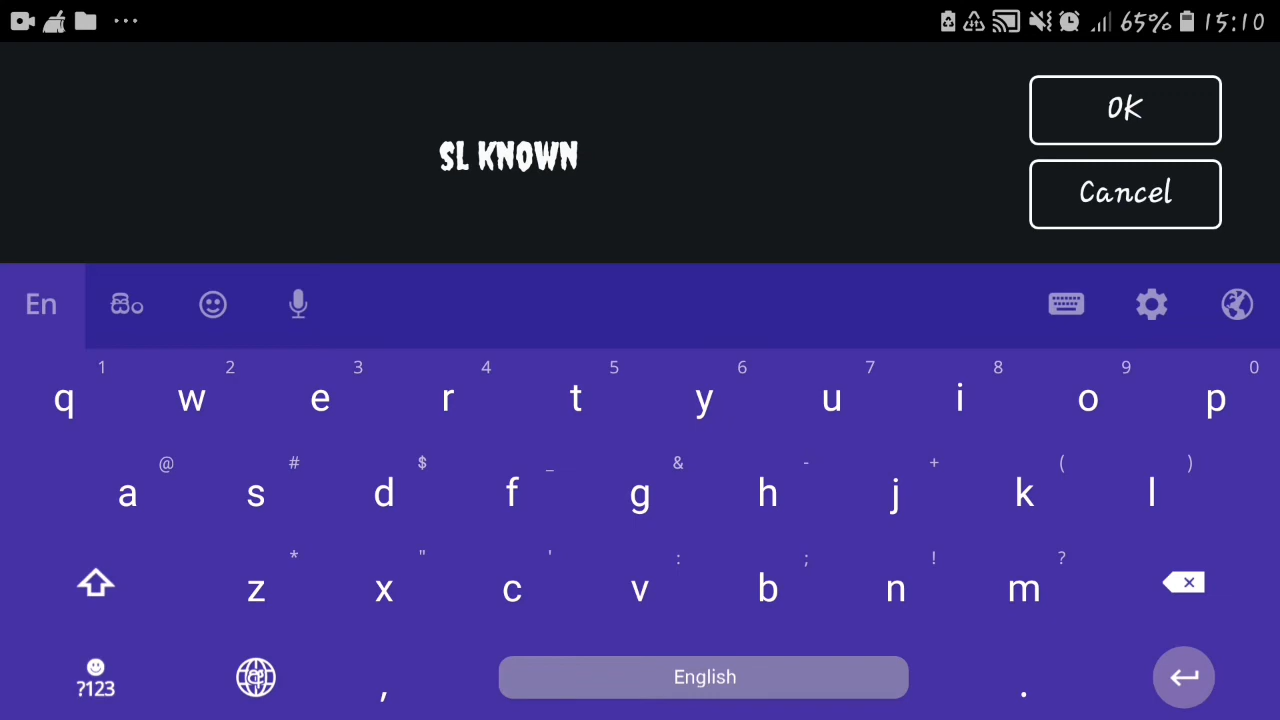 65% 15:10
OK
SL KNOWN
Cancel
En සිං
1 2 3 4 5 6 7 8 9 0
q w e r t y u i o p
@ # $ _ & - + ( )
a s d f g h j k l
* " ' : ; ! ?
z x c v b n m
?123 , English .